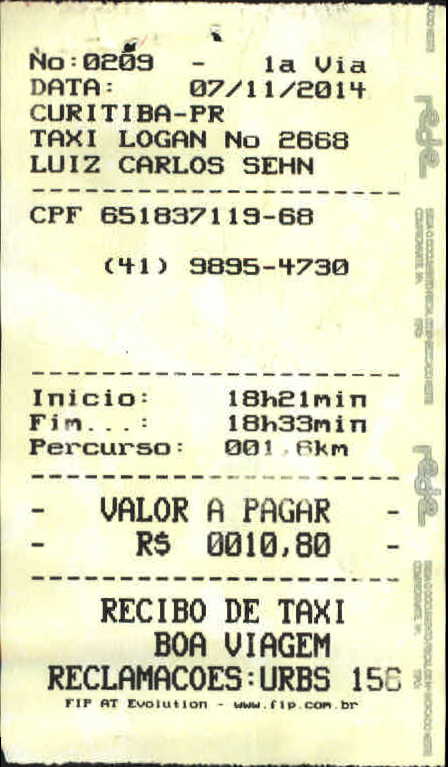 No:0209 - 1a Via
DATA: 07/11/2014
CURITIBA-PR
TAXI LOGAN No 2668
LUIZ CARLOS SEHN
CPF 651837119-68
(41) 9895-4730
Inicio: 18h21min
Fim...: 18h33min
Percurso: 001,6km
- VALOR A PAGAR -
- R$ 0010,80 -
RECIBO DE TAXI
BOA VIAGEM
RECLAMACOES:URBS 156
FIP AT Evolution - www.fip.com.br
rede
rede